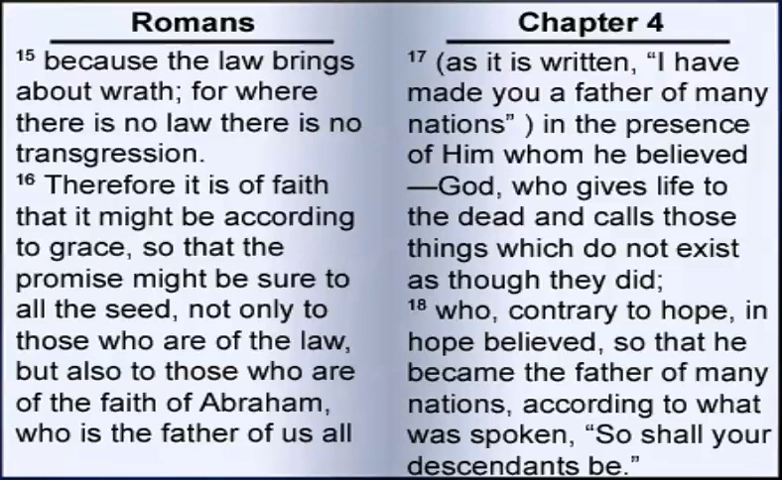 Romans
15 because the law brings
about wrath; for where
there is no law there is no
transgression.
16 Therefore it is of faith
that it might be according
to grace, so that the
promise might be sure to
all the seed, not only to
those who are of the law,
but also to those who are
of the faith of Abraham,
who is the father of us all
Chapter 4
17 (as it is written, “I have
made you a father of many
nations” ) in the presence
of Him whom he believed
—God, who gives life to
the dead and calls those
things which do not exist
as though they did;
18 who, contrary to hope, in
hope believed, so that he
became the father of many
nations, according to what
was spoken, “So shall your
descendants be.”